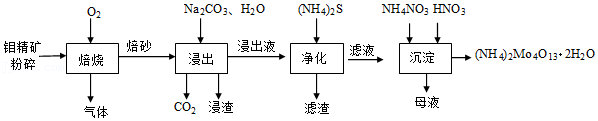 O₂
Na₂CO₃、H₂O
(NH₄)₂S
NH4NO₃ HNO₃
钼精矿
粉碎
焙烧
焙砂
浸出
浸出液
净化
滤液
沉淀
(NH₄)₂Mo₄O₁₃·2H₂O
气体
CO₂
浸渣
滤渣
母液